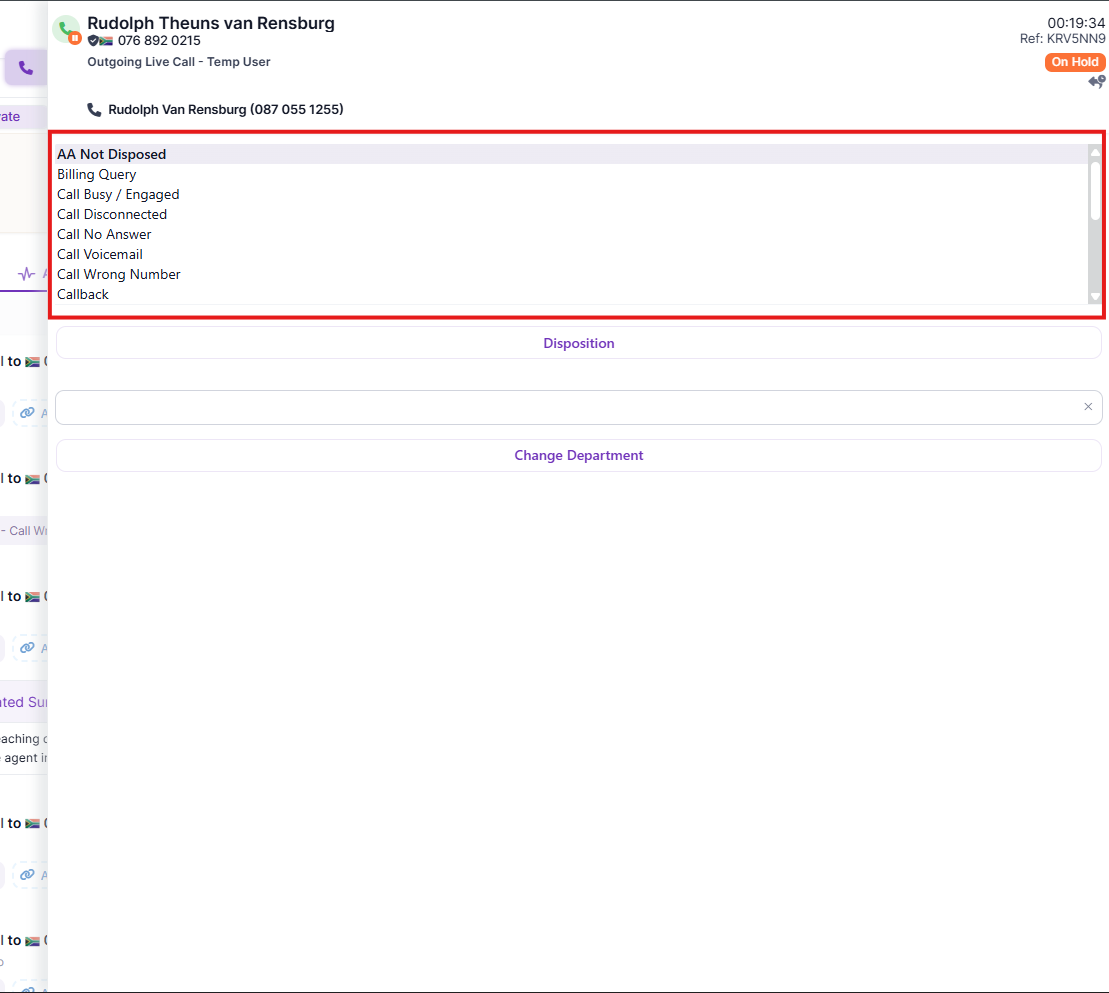 Rudolph Theuns van Rensburg
00:19:34
076 892 0215
Ref: KRV5NN9
Outgoing Live Call - Temp User
On Hold
Rudolph Van Rensburg (087 055 1255)
ate
AA Not Disposed
Billing Query
Call Busy / Engaged
Call Disconnected
Call No Answer
Call Voicemail
Call Wrong Number
Callback
Disposition
l to
Change Department
l to
- Call Wr
l to
ated Sur
eaching
agent in
l to
l to